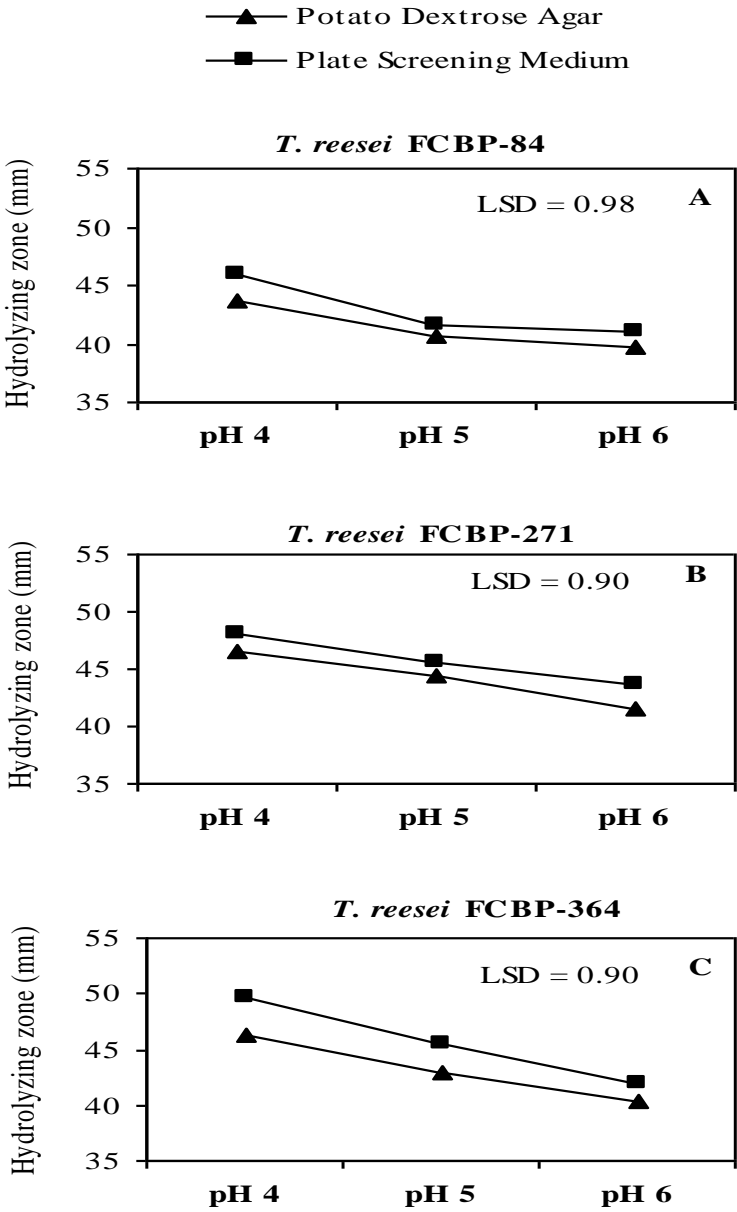 Potato Dextrose Agar
Plate Screening Medium
T. reesei FCBP-84
Hydrolyzing zone (mm)
55
50
45
40
35
LSD = 0.98
A
pH 4 pH 5 pH 6
T. reesei FCBP-271
Hydrolyzing zone (mm)
55
50
45
40
35
LSD = 0.90
B
pH 4 pH 5 pH 6
T. reesei FCBP-364
Hydrolyzing zone (mm)
55
50
45
40
35
LSD = 0.90
C
pH 4 pH 5 pH 6